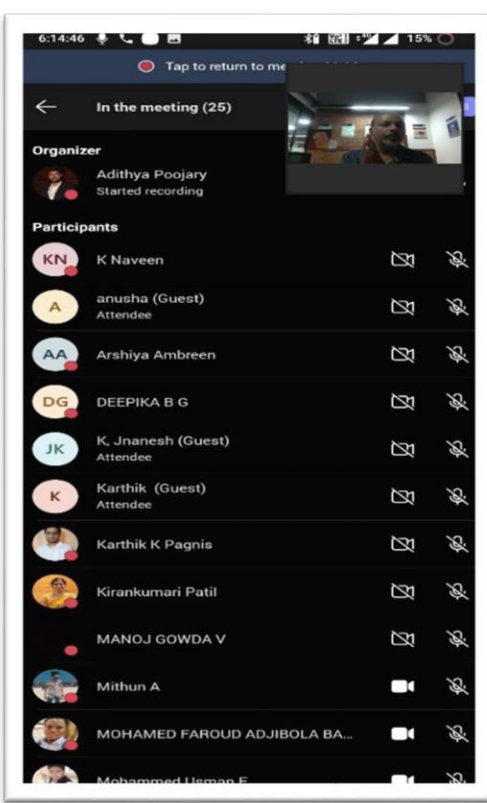 6:14:46 15%
Tap to return to me
In the meeting (25)
Organizer
Adithya Poojary
Started recording
Participants
KN K Naveen
A anusha (Guest)
Attendee
AA Arshiya Ambreen
DG DEEPIKA B G
JK K, Jnanesh (Guest)
Attendee
K Karthik (Guest)
Attendee
Karthik K Pagnis
Kirankumari Patil
MANOJ GOWDA V
Mithun A
MOHAMED FAROUD ADJIBOLA BA...
Mohammed Usman F